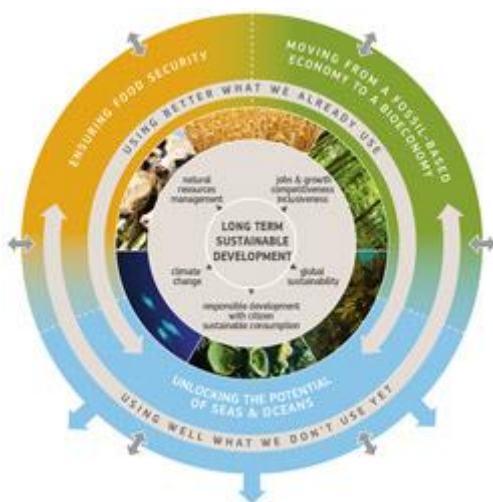 ENSURING FOOD SECURITY
MOVING FROM A FOSSIL-BASED
ECONOMY TO A BIOECONOMY
USING BETTER WHAT WE ALREADY USE
natural
resources
management
jobs & growth
competitiveness
inclusiveness
LONG TERM
SUSTAINABLE
DEVELOPMENT
climate
change
global
sustainability
responsible development
with citizen
sustainable consumption
UNLOCKING THE POTENTIAL
OF SEAS & OCEANS
USING WELL WHAT WE DON'T USE YET